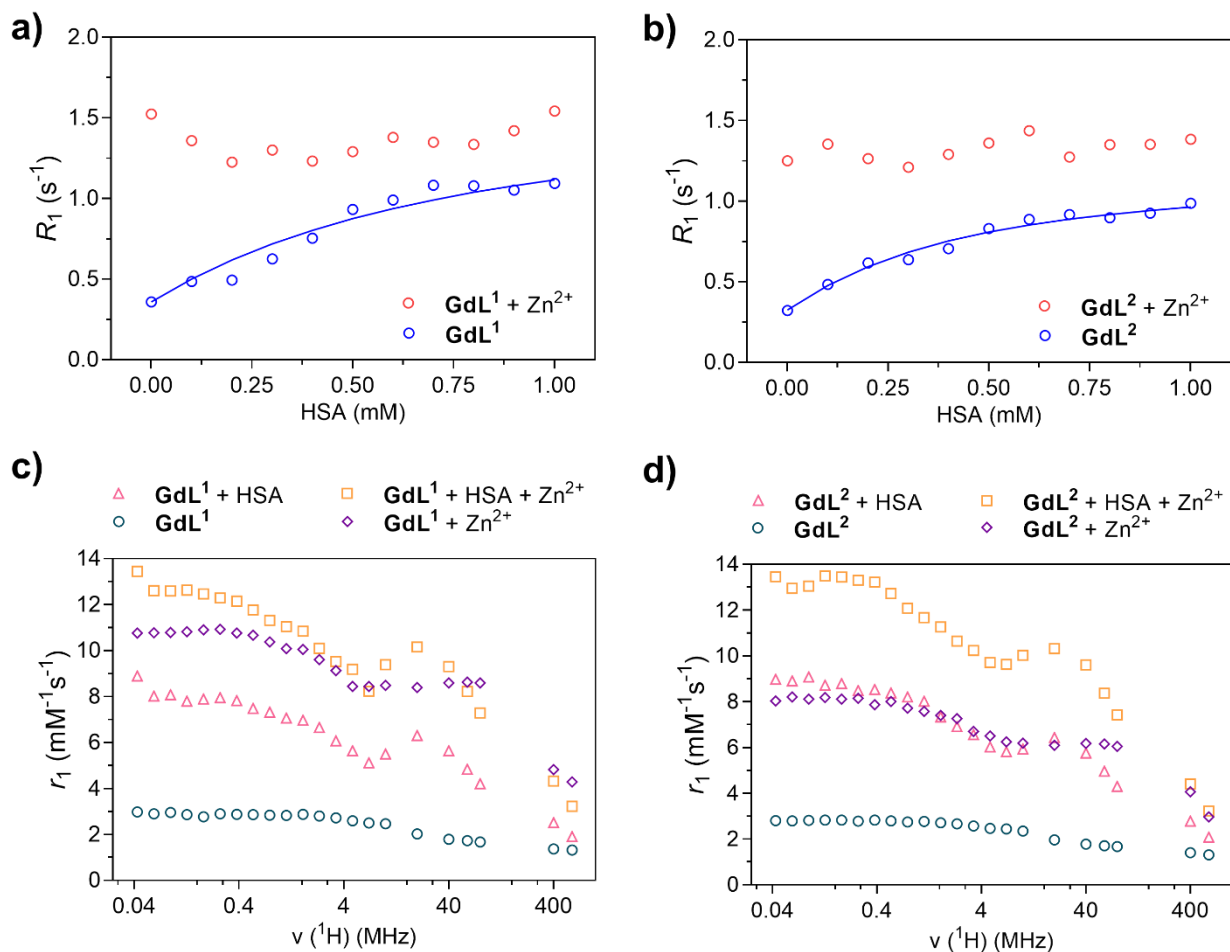 a)
2.0
1.5
1.0
0.5
0.0
R₁ (s⁻¹)
GdL¹ + Zn²⁺
GdL¹
0.00 0.25 0.50 0.75 1.00
HSA (mM)
b)
2.0
1.5
1.0
0.5
0.0
R₁ (s⁻¹)
GdL² + Zn²⁺
GdL²
0.00 0.25 0.50 0.75 1.00
HSA (mM)
c)
GdL¹ + HSA GdL¹ + HSA + Zn²⁺
GdL¹ GdL¹ + Zn²⁺
14
12
10
8
6
4
2
0
r₁ (mM⁻¹s⁻¹)
0.04 0.4 4 40 400
ν (¹H) (MHz)
d)
GdL² + HSA GdL² + HSA + Zn²⁺
GdL² GdL² + Zn²⁺
14
12
10
8
6
4
2
0
r₁ (mM⁻¹s⁻¹)
0.04 0.4 4 40 400
ν (¹H) (MHz)